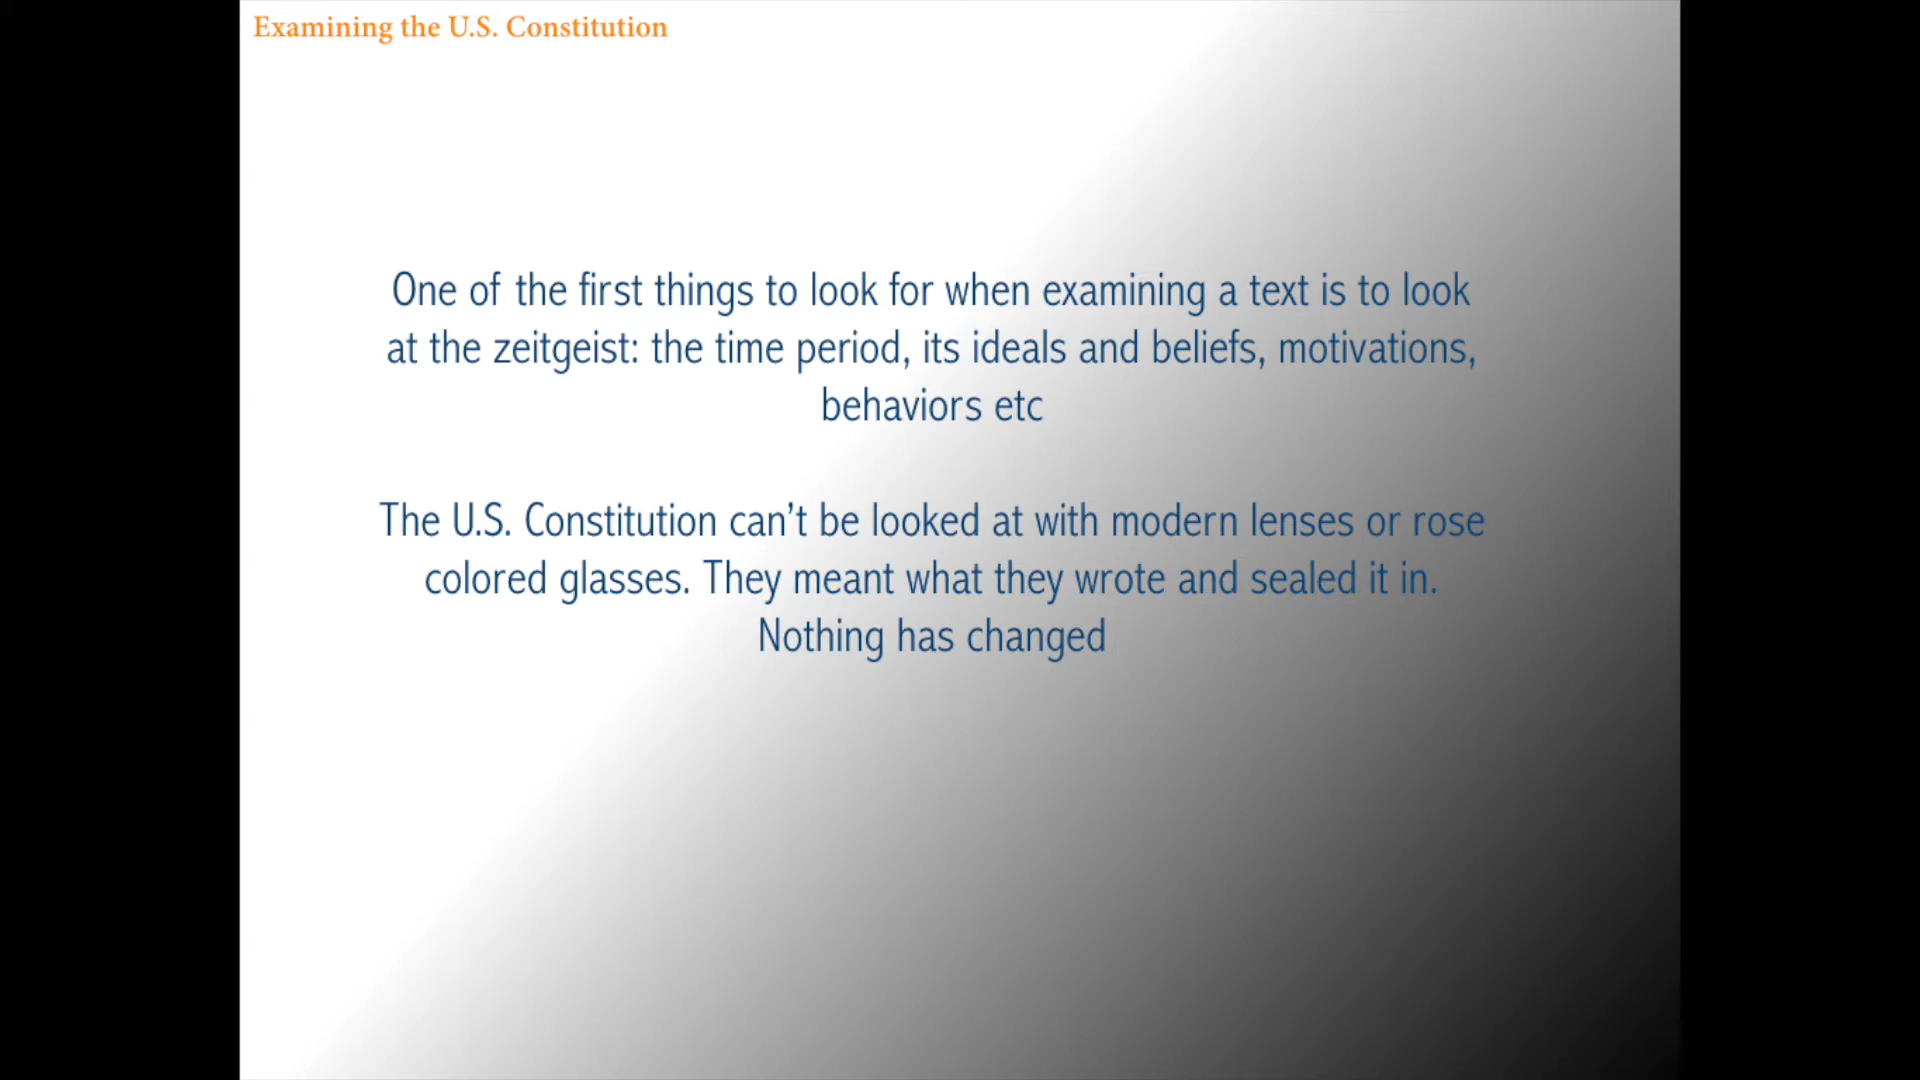 Examining the U.S. Constitution
One of the first things to look for when examining a text is to look
at the zeitgeist: the time period, its ideals and beliefs, motivations,
behaviors etc
The U.S. Constitution can’t be looked at with modern lenses or rose
colored glasses. They meant what they wrote and sealed it in.
Nothing has changed